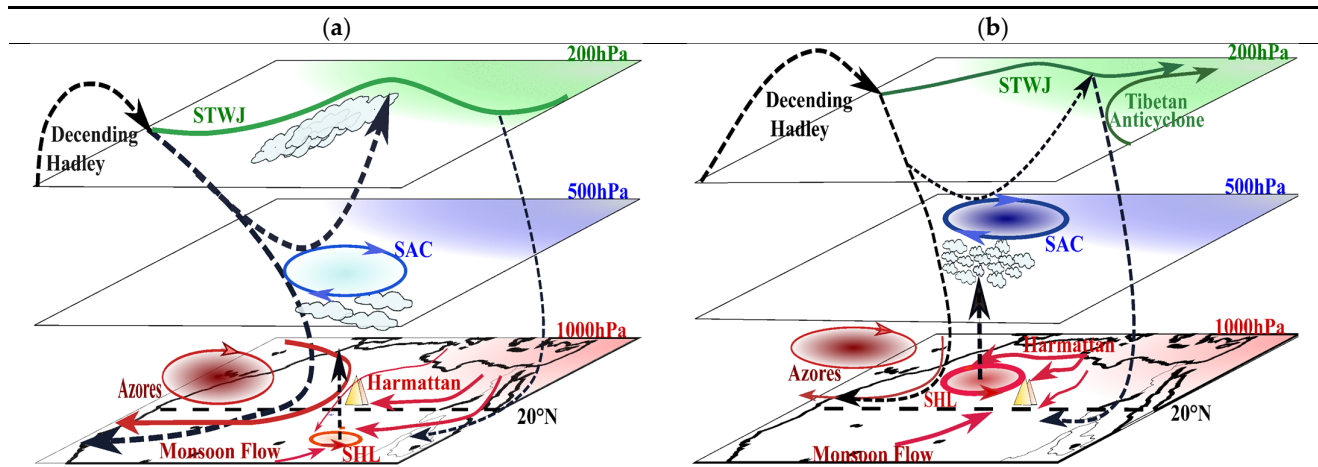 (a)
200hPa
STWJ
Decending
Hadley
500hPa
SAC
1000hPa
Azores
Harmattan
20°N
Monsoon Flow
SHL
(b)
200hPa
STWJ
Decending
Hadley
Tibetan
Anticyclone
500hPa
SAC
1000hPa
Harmattan
Azores
SHL
20°N
Monsoon Flow